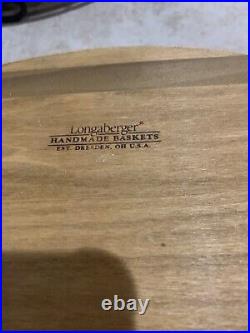 Longaberger®
HANDMADE BASKETS
EST. DRESDEN, OH U.S.A.